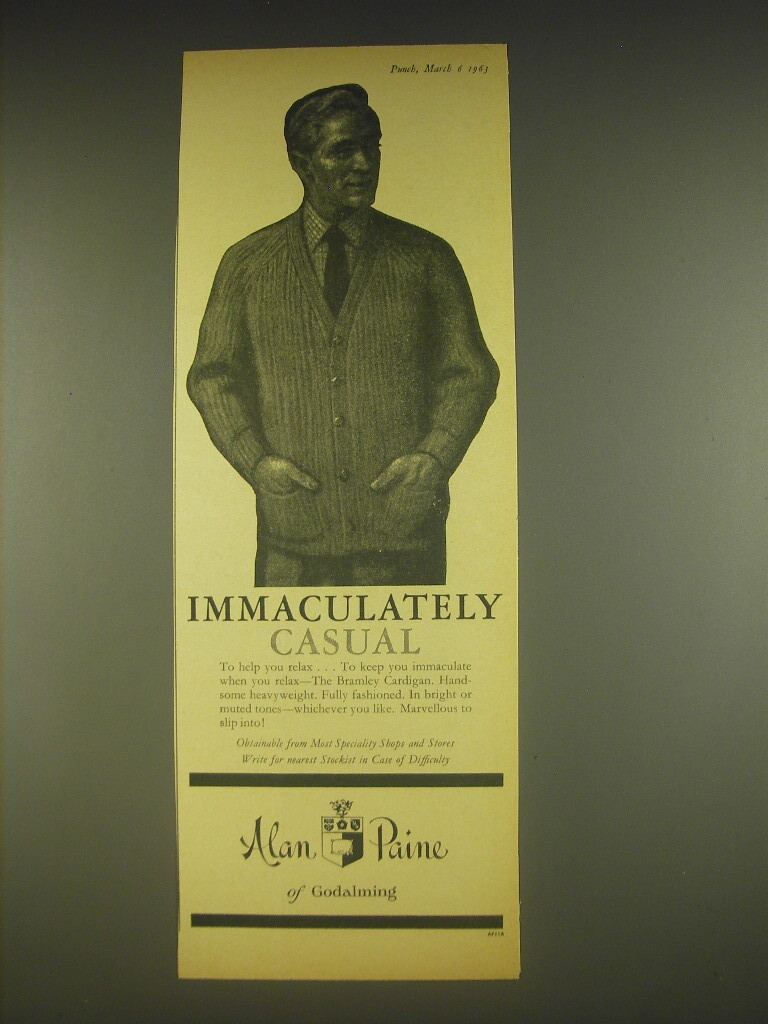 Punch, March 6 1963
IMMACULATELY
CASUAL
To help you relax . . . To keep you immaculate
when you relax—The Bramley Cardigan. Hand-
some heavyweight. Fully fashioned. In bright or
muted tones—whichever you like. Marvellous to
slip into!
Obtainable from Most Speciality Shops and Stores
Write for nearest Stockist in Case of Difficulty
Alan Paine
of Godalming